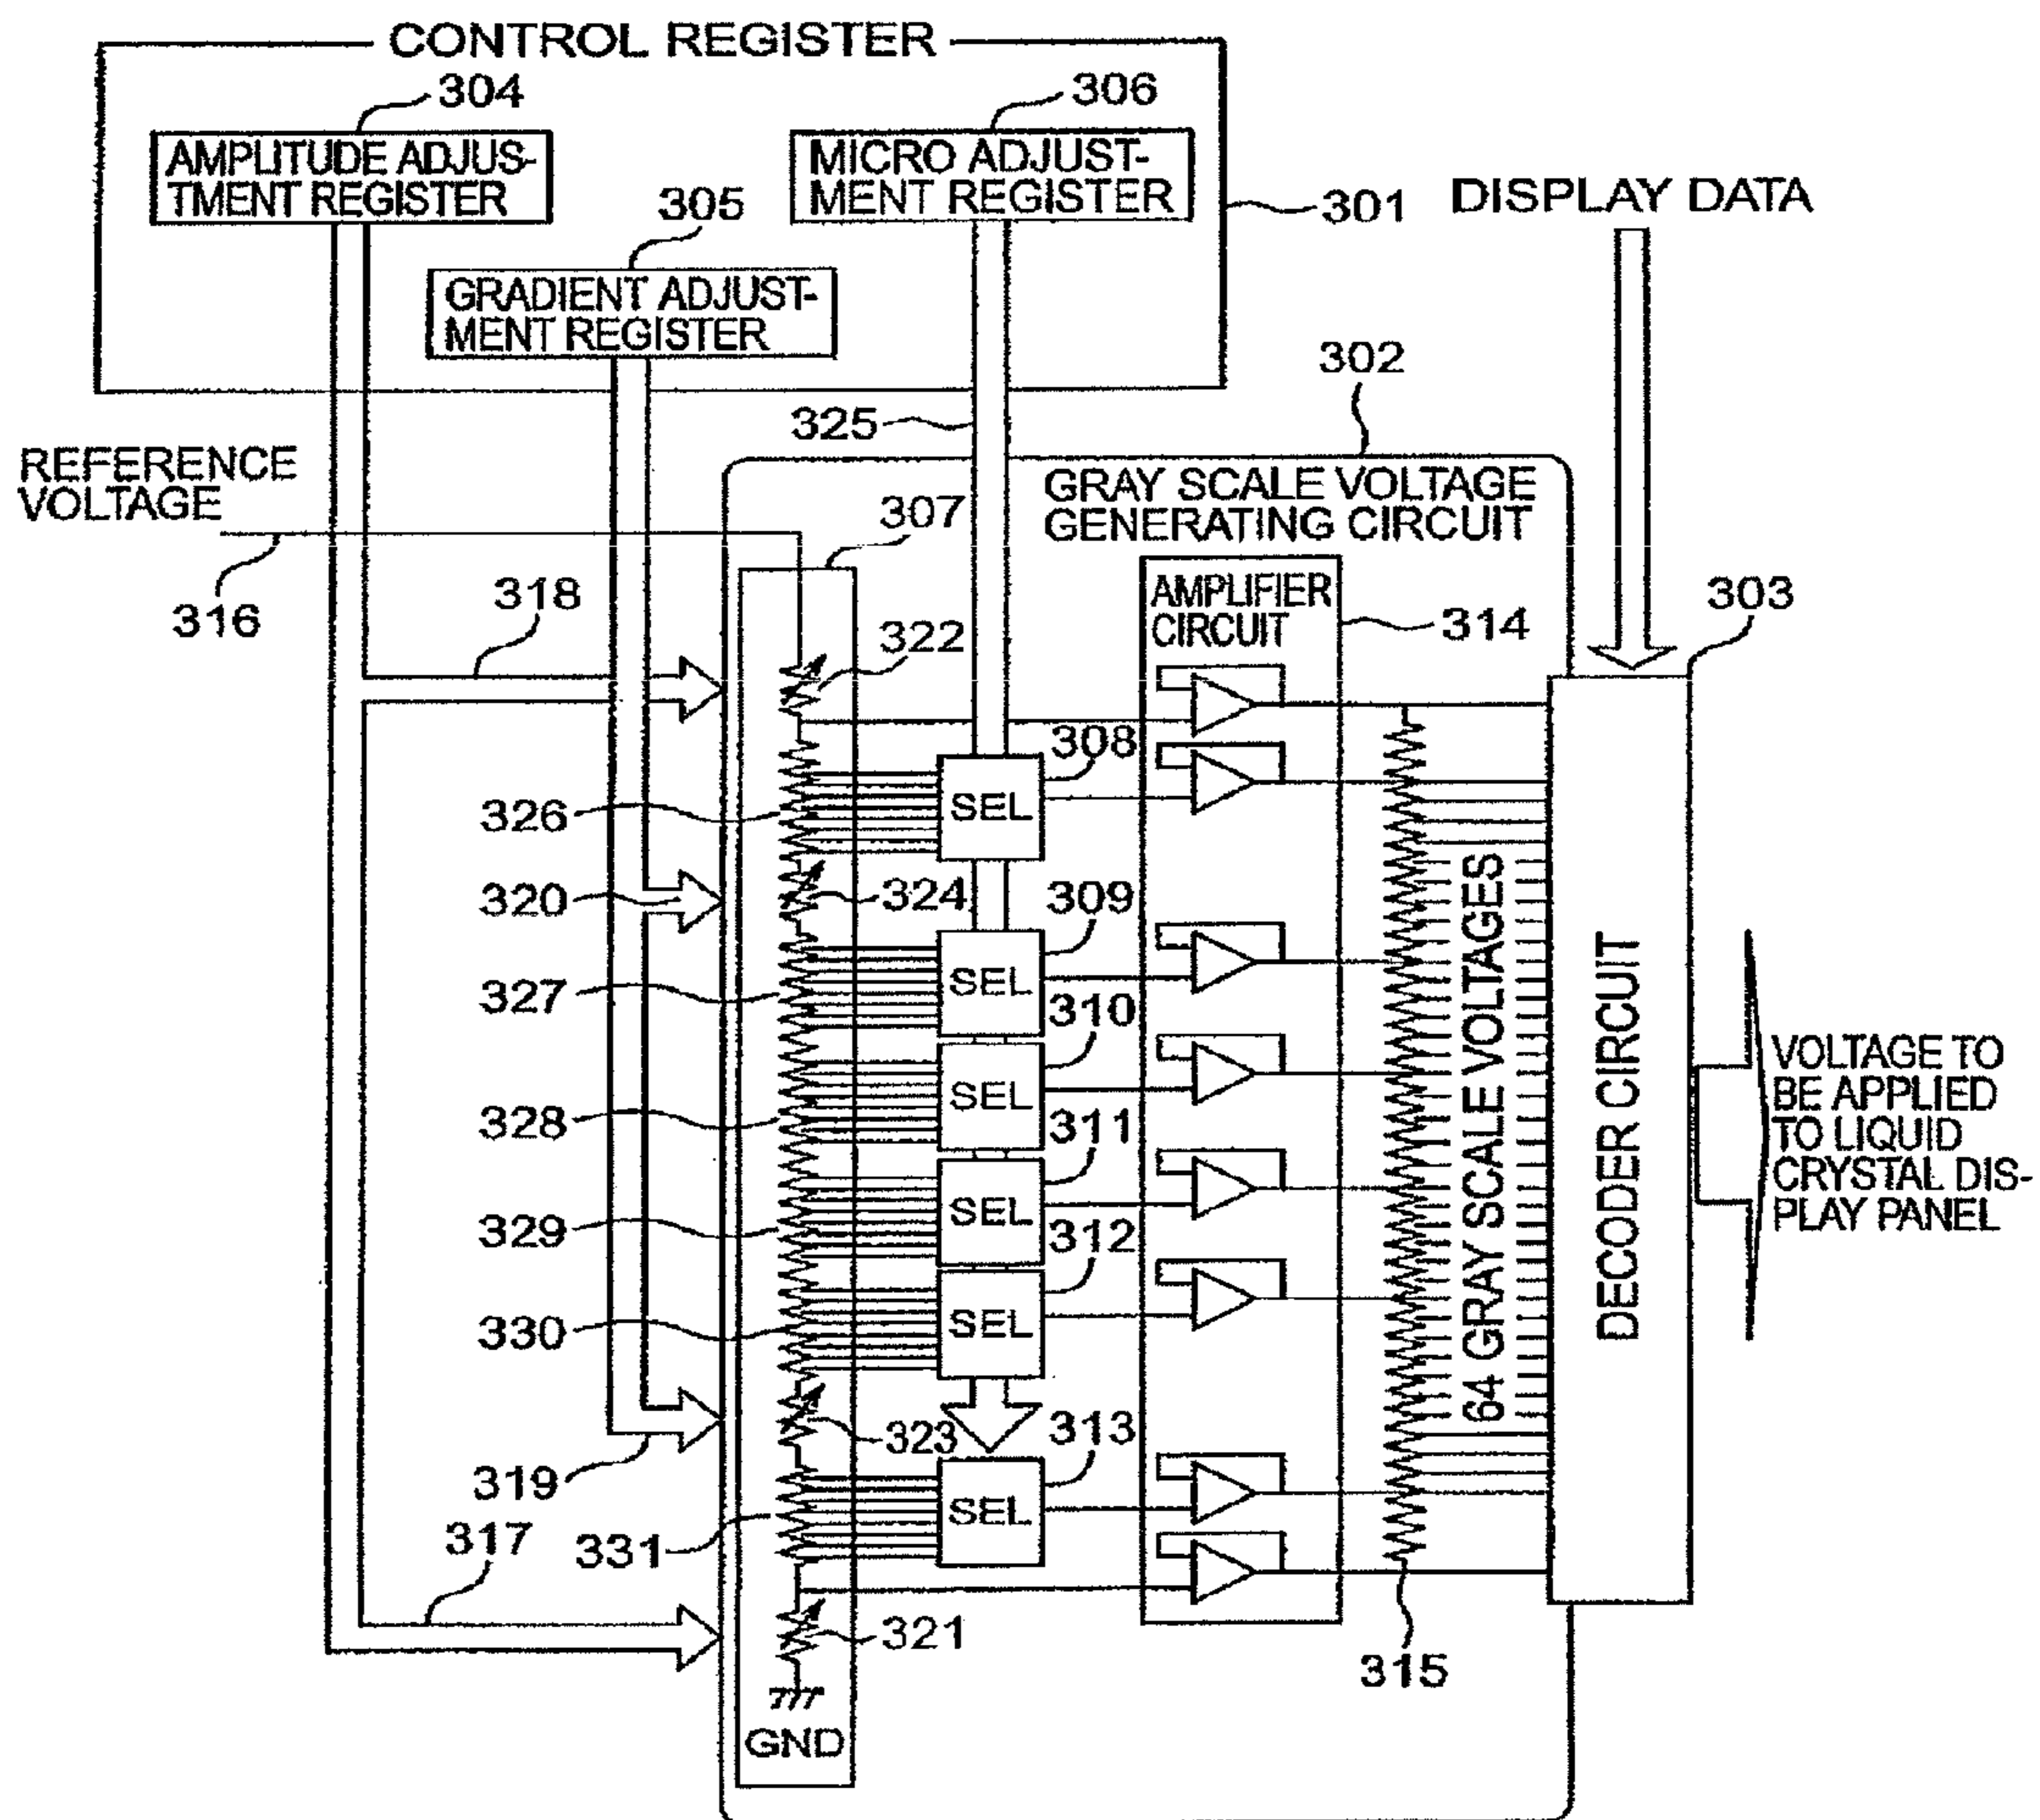 CONTROL REGISTER
304
306
AMPLITUDE ADJUS-
TMENT REGISTER
MICRO ADJUST-
MENT REGISTER
305
301
DISPLAY DATA
GRADIENT ADJUST-
MENT REGISTER
302
325
REFERENCE
VOLTAGE
GRAY SCALE VOLTAGE
GENERATING CIRCUIT
307
316
318
AMPLIFIER
CIRCUIT
314
303
322
308
SEL
326
324
320
309
SEL
327
310
SEL
328
311
SEL
329
312
SEL
330
323
313
SEL
319
317
331
321
315
GND
64 GRAY SCALE VOLTAGES
DECODER CIRCUIT
VOLTAGE TO
BE APPLIED
TO LIQUID
CRYSTAL DIS-
PLAY PANEL